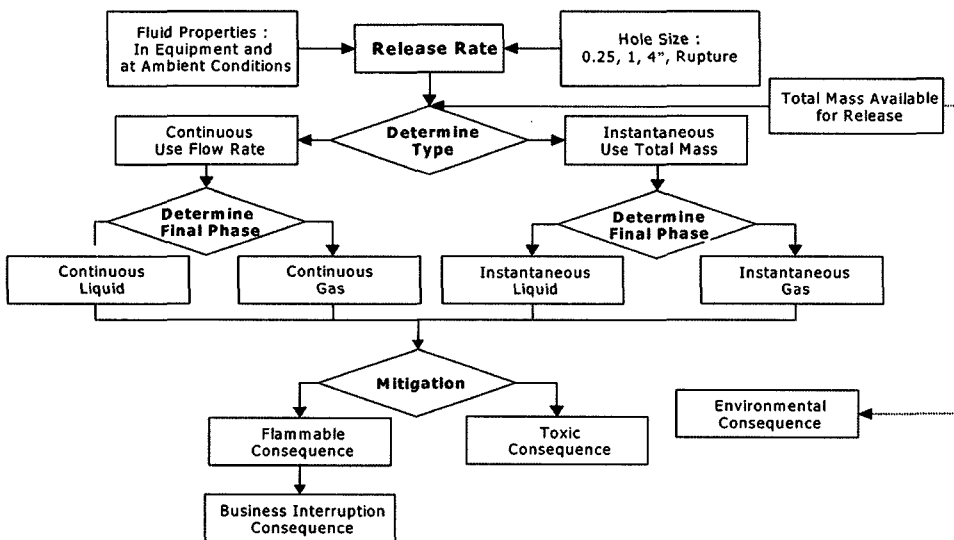 Fluid Properties :
In Equipment and
at Ambient Conditions
Release Rate
Hole Size :
0.25, 1, 4", Rupture
Total Mass Available
for Release
Continuous
Use Flow Rate
Determine
Type
Instantaneous
Use Total Mass
Determine
Final Phase
Determine
Final Phase
Continuous
Liquid
Continuous
Gas
Instantaneous
Liquid
Instantaneous
Gas
Mitigation
Flammable
Consequence
Toxic
Consequence
Environmental
Consequence
Business Interruption
Consequence